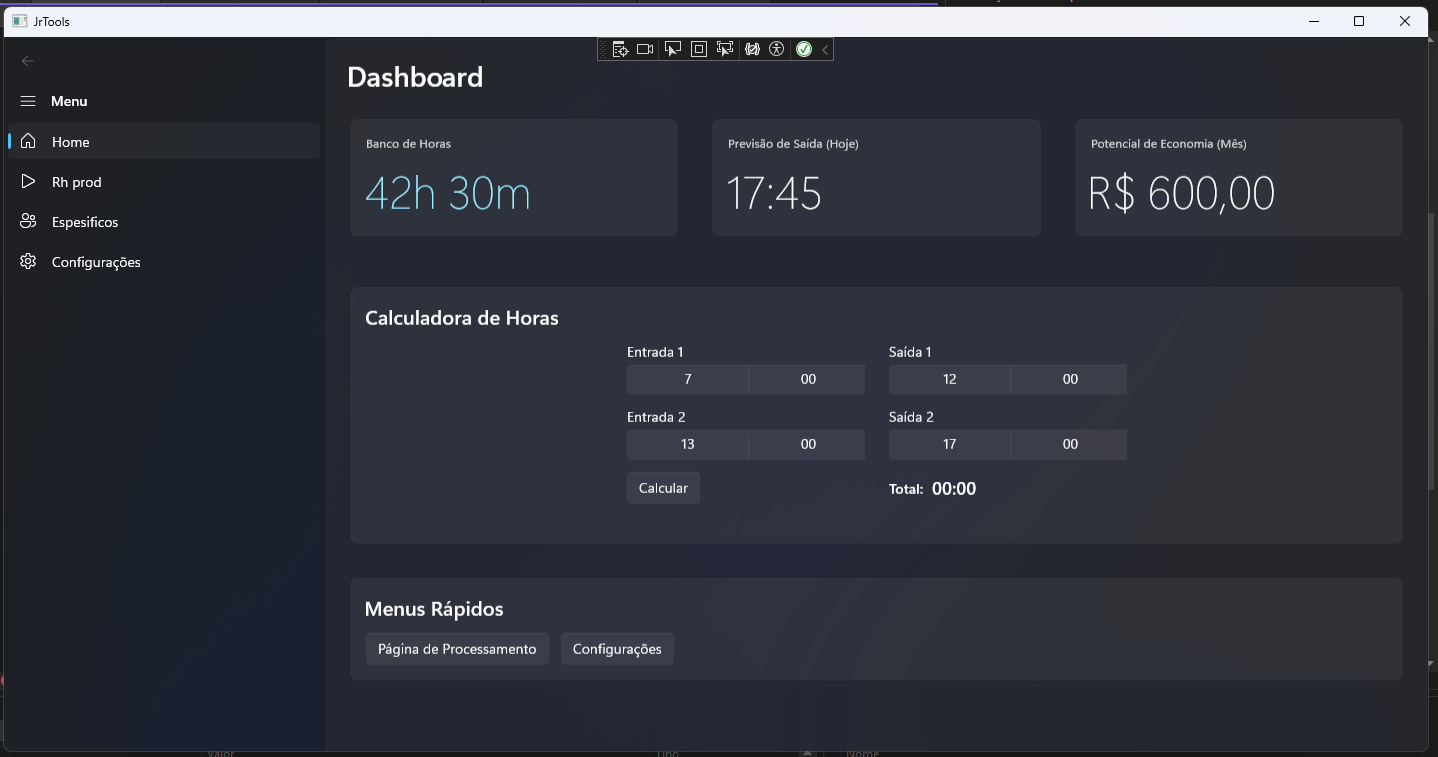 JrTools
Menu
Home
Rh prod
Espesificos
Configurações
Dashboard
Banco de Horas
42h 30m
Previsão de Saída (Hoje)
17:45
Potencial de Economia (Mês)
R$ 600,00
Calculadora de Horas
Entrada 1
7 00
Saída 1
12 00
Entrada 2
13 00
Saída 2
17 00
Calcular
Total: 00:00
Menus Rápidos
Página de Processamento
Configurações
Valor
Tipo
Nome